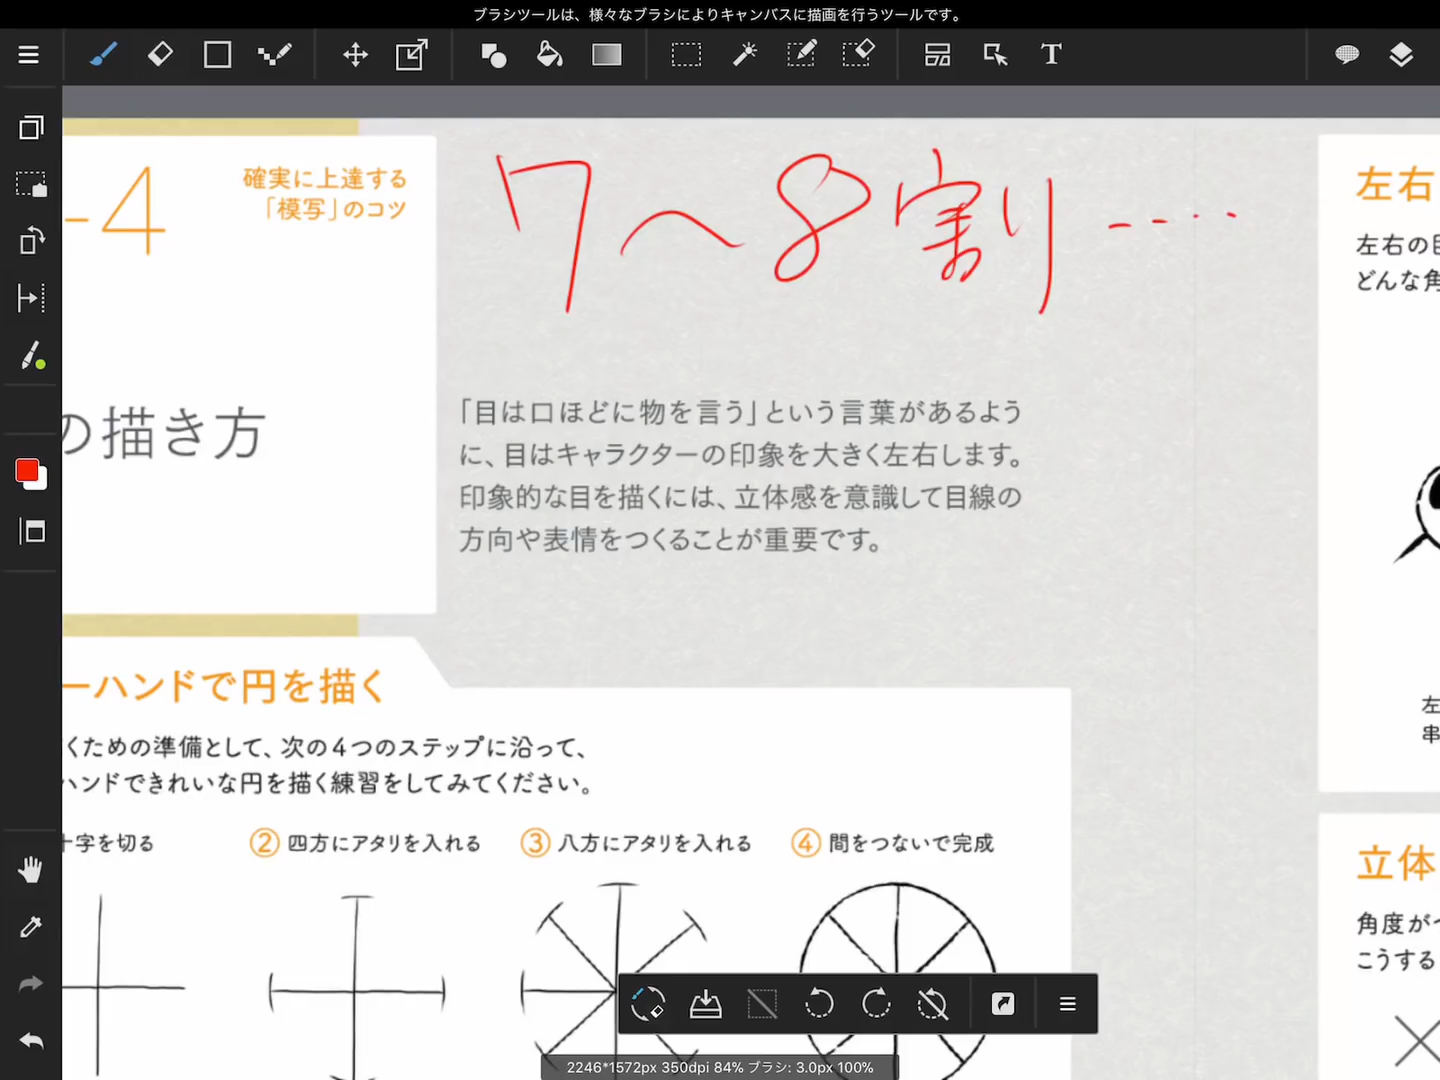 ブラシツールは、様々なブラシによりキャンバスに描画を行うツールです。
T
-4
確実に上達する
「模写」のコツ
7〜8割り----
の描き方
「目は口ほどに物を言う」という言葉があるよう
に、目はキャラクターの印象を大きく左右します。
印象的な目を描くには、立体感を意識して目線の
方向や表情をつくることが重要です。
ーハンドで円を描く
くための準備として、次の4つのステップに沿って、
ハンドできれいな円を描く練習をしてみてください。
十字を切る
② 四方にアタリを入れる
③ 八方にアタリを入れる
④ 間をつないで完成
左右
左右の目
どんな角
左
串
立体
角度が
こうする
2246*1572px 350dpi 84% ブラシ: 3.0px 100%